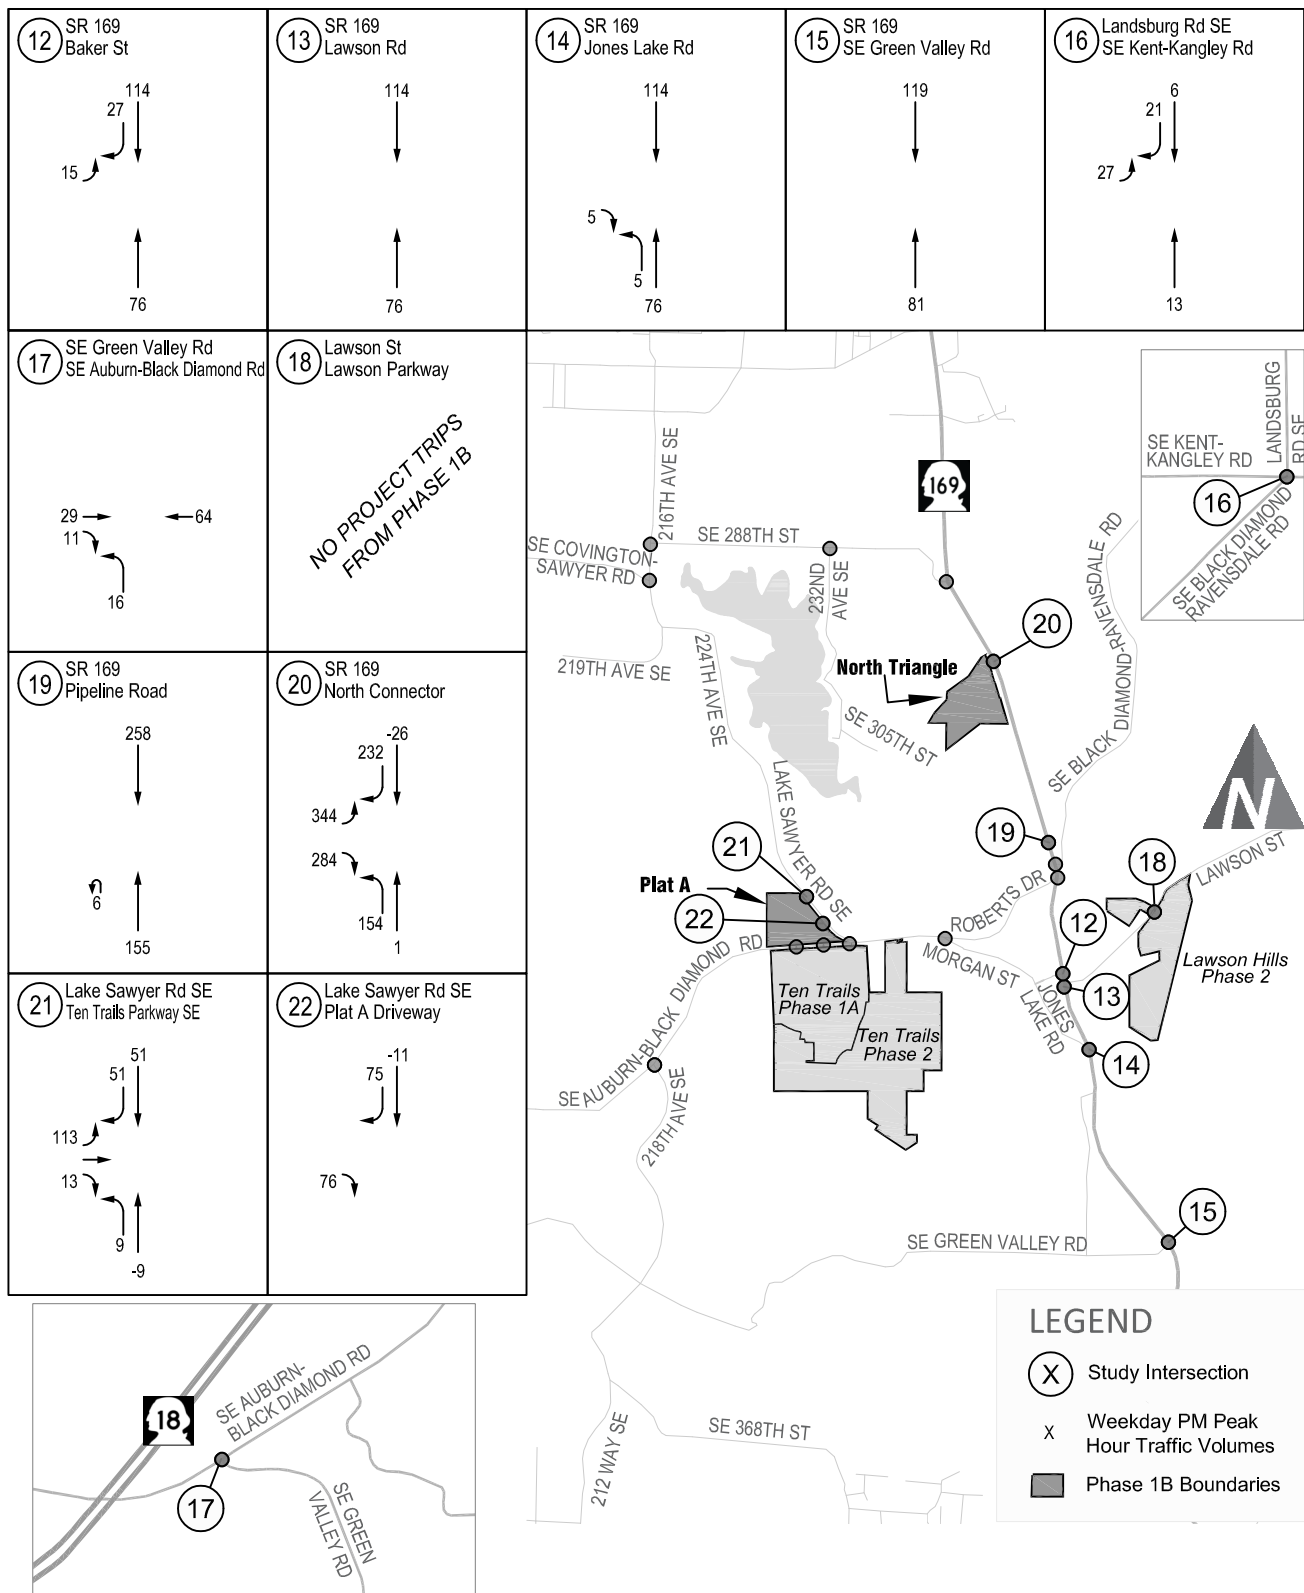 12
SR 169
Baker St
114
27
15
76
13
SR 169
Lawson Rd
114
76
14
SR 169
Jones Lake Rd
114
5
5
76
15
SR 169
SE Green Valley Rd
119
81
16
Landsburg Rd SE
SE Kent-Kangley Rd
6
21
27
13
17
SE Green Valley Rd
SE Auburn-Black Diamond Rd
29
64
11
16
18
Lawson St
Lawson Parkway
NO PROJECT TRIPS
FROM PHASE 1B
19
SR 169
Pipeline Road
258
6
155
20
SR 169
North Connector
-26
232
344
284
154
1
21
Lake Sawyer Rd SE
Ten Trails Parkway SE
51
51
113
13
9
-9
22
Lake Sawyer Rd SE
Plat A Driveway
-11
75
76
SE KENT-
KANGLEY RD
LANDSBURG
RD SE
16
SE BLACK DIAMOND
RAVENSDALE RD
169
216TH AVE SE
SE 288TH ST
SE COVINGTON-
SAWYER RD
232ND
AVE SE
219TH AVE SE
224TH AVE SE
20
North Triangle
SE 305TH ST
SE BLACK DIAMOND-RAVENSDALE RD
N
LAKE SAWYER RD SE
19
21
18
LAWSON ST
Plat A
22
ROBERTS DR
12
MORGAN ST
13
JONES
LAKE RD
Lawson Hills
Phase 2
Ten Trails
Phase 1A
Ten Trails
Phase 2
14
SE AUBURN-BLACK DIAMOND RD
218TH AVE SE
15
SE GREEN VALLEY RD
212 WAY SE
SE 368TH ST
18
SE AUBURN-
BLACK DIAMOND RD
17
SE GREEN
VALLEY RD
LEGEND
X
Study Intersection
X
Weekday PM Peak
Hour Traffic Volumes
Phase 1B Boundaries